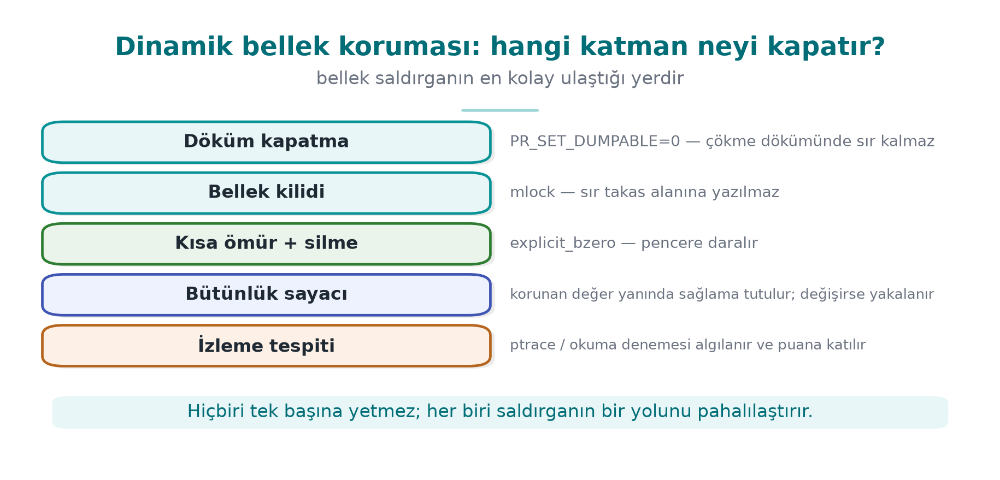 Dinamik bellek koruması: hangi katman neyi kapatır?
bellek saldırganın en kolay ulaştığı yerdir
Döküm kapatma
PR_SET_DUMPABLE=0 — çökme dökümünde sır kalmaz
Bellek kilidi
mlock — sır takas alanına yazılmaz
Kısa ömür + silme
explicit_bzero — pencere daralır
Bütünlük sayacı
korunan değer yanında sağlama tutulur; değişirse yakalanır
İzleme tespiti
ptrace / okuma denemesi algılanır ve puana katılır
Hiçbiri tek başına yetmez; her biri saldırganın bir yolunu pahalılaştırır.